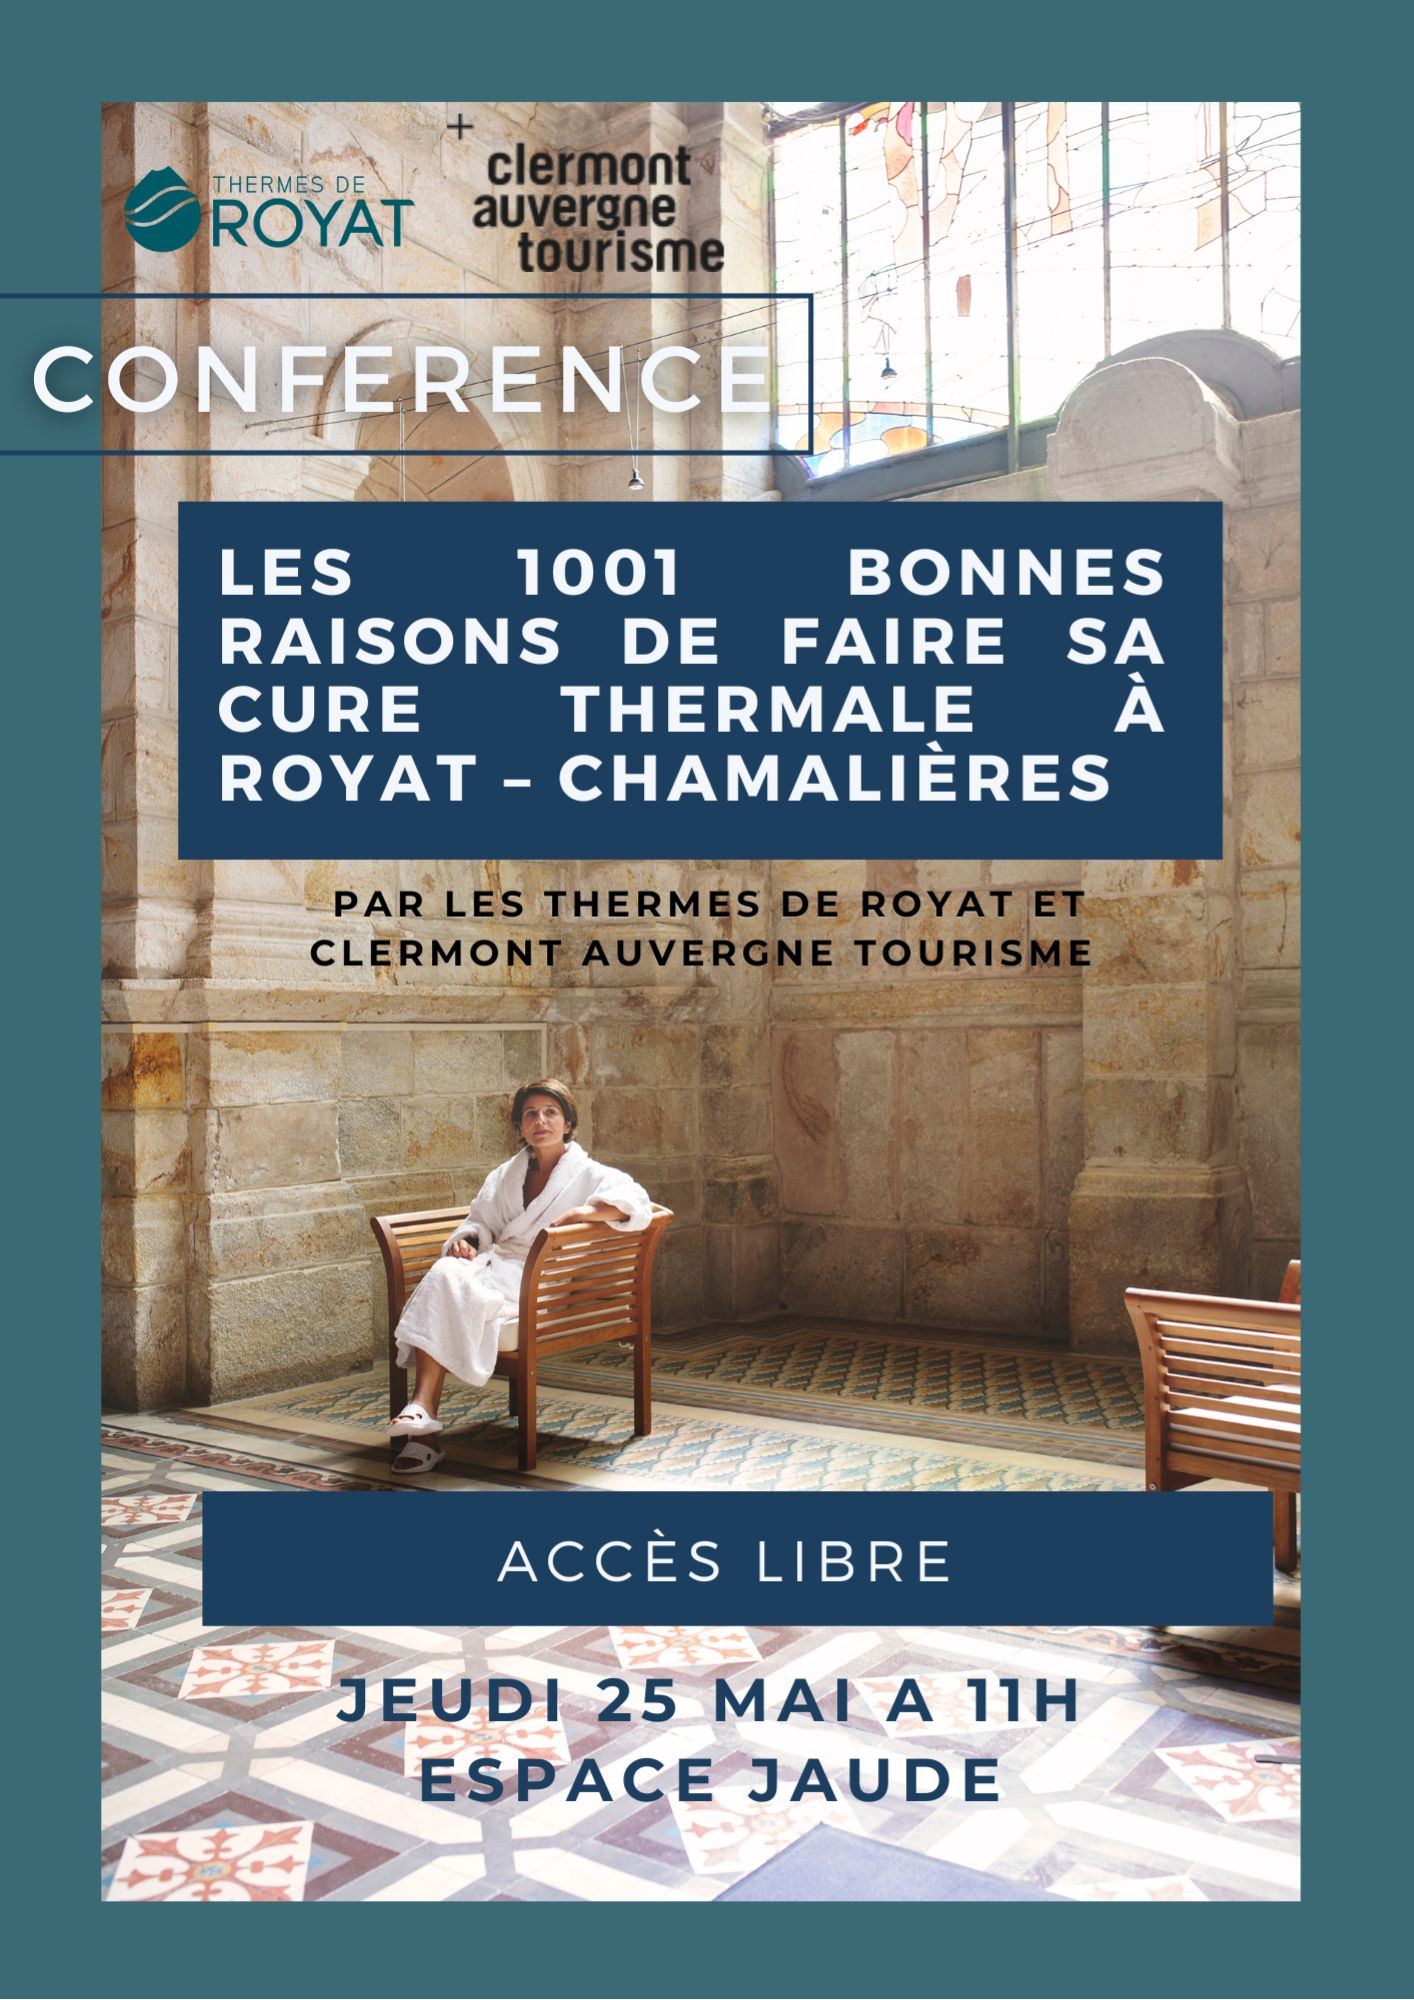 THERMES DE
ROYAT
+
clermont
auvergne
tourisme
CONFERENCE
LES 1001 BONNES
RAISONS DE FAIRE SA
CURE THERMALE À
ROYAT – CHAMALIÈRES
PAR LES THERMES DE ROYAT ET
CLERMONT AUVERGNE TOURISME
ACCÈS LIBRE
JEUDI 25 MAI A 11H
ESPACE JAUDE